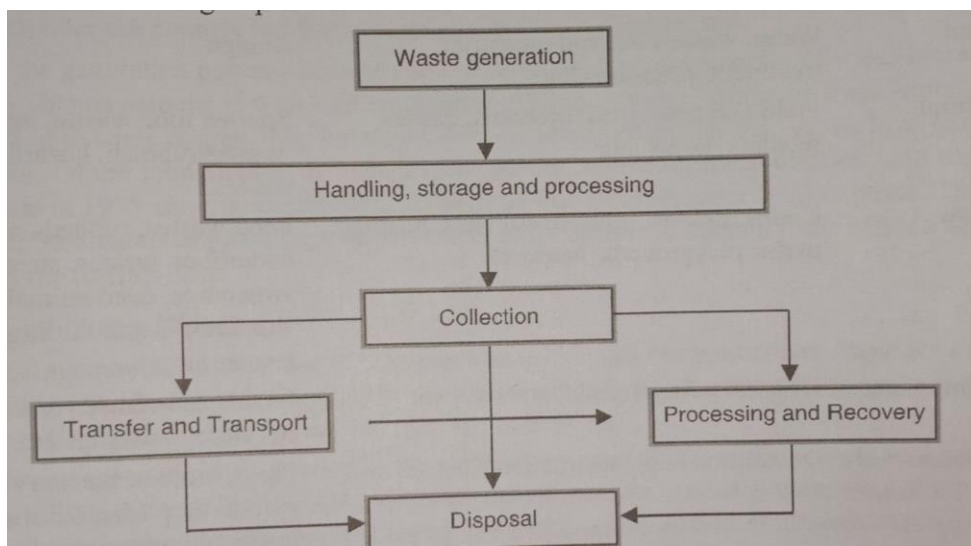 Waste generation
Handling, storage and processing
Collection
Transfer and Transport
Processing and Recovery
Disposal